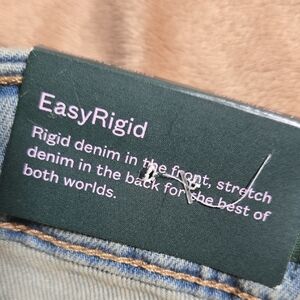 EasyRigid
Rigid denim in the front, stretch
denim in the back for the best of
both worlds.